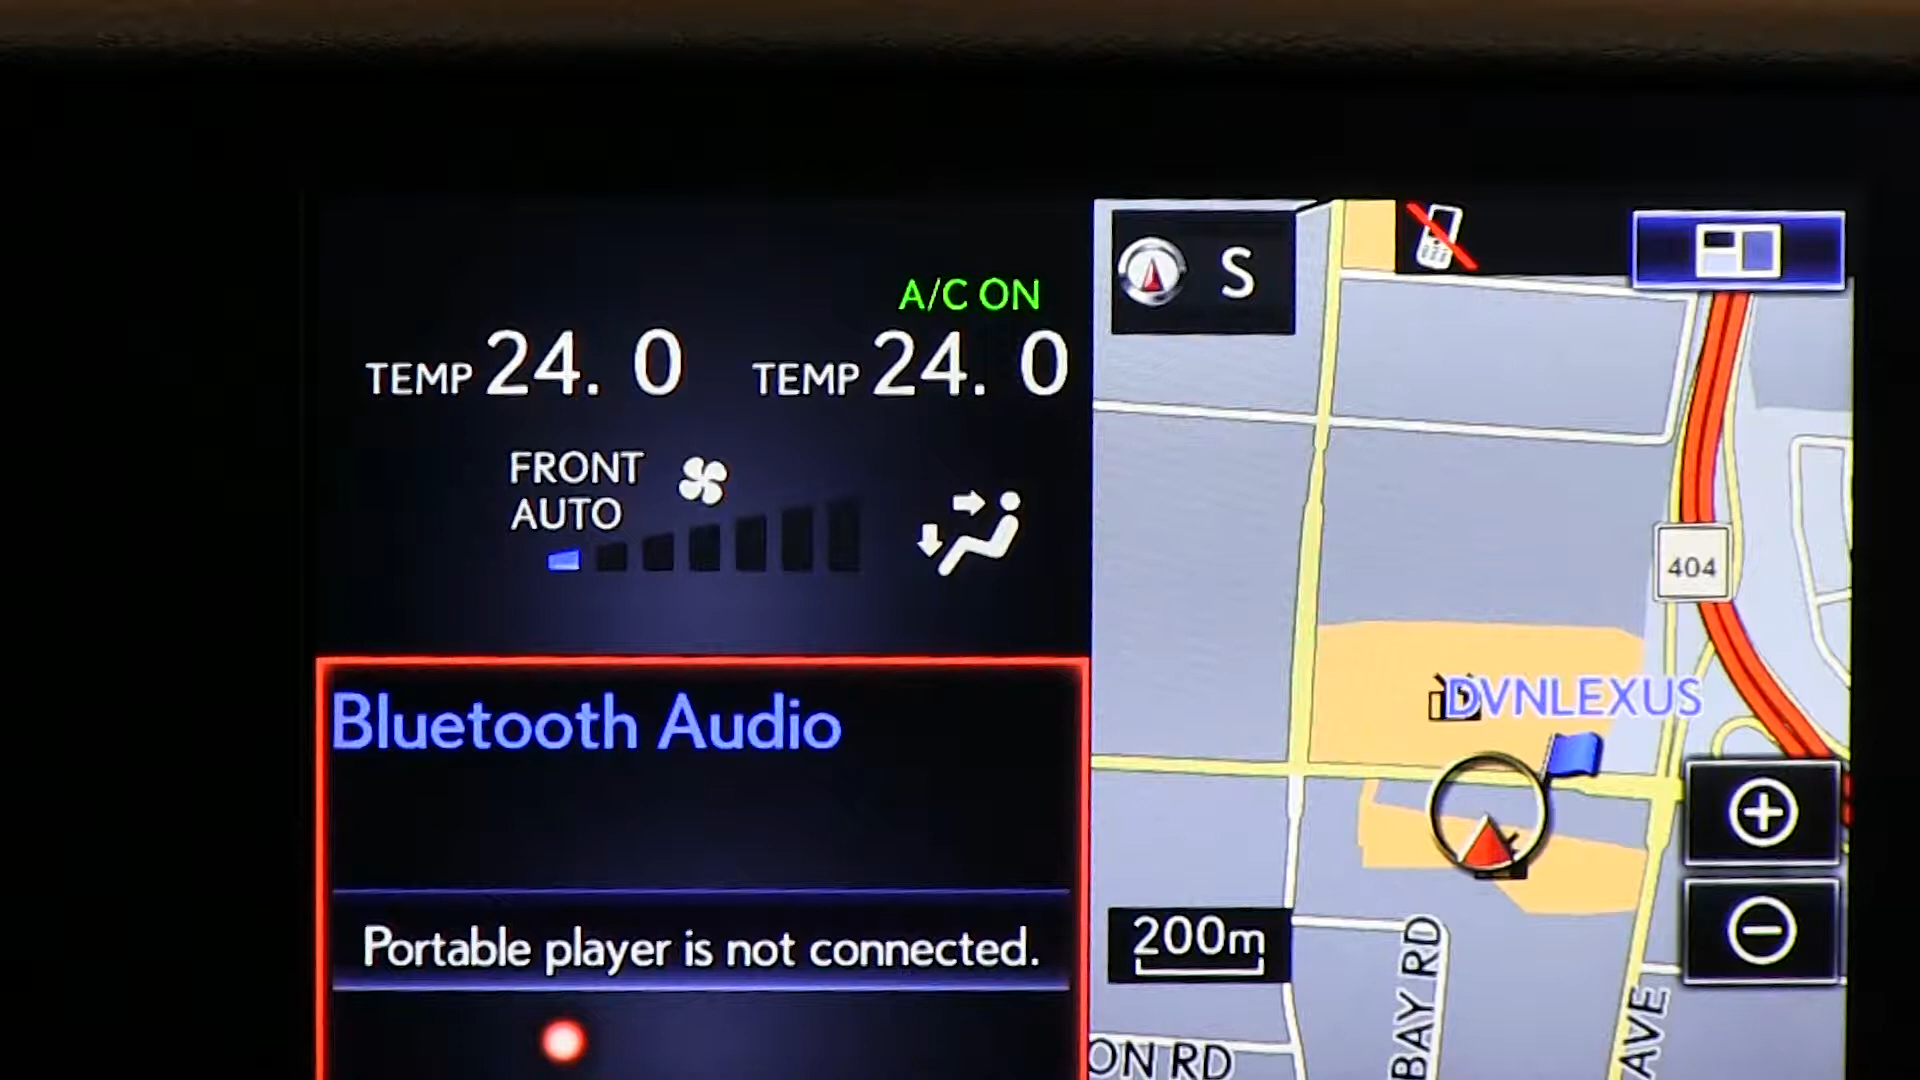 A/C ON
TEMP 24.0 TEMP 24.0
FRONT
AUTO
Bluetooth Audio
Portable player is not connected.
S
404
DVNLEXUS
200m
BAY RD
AVE
ON RD